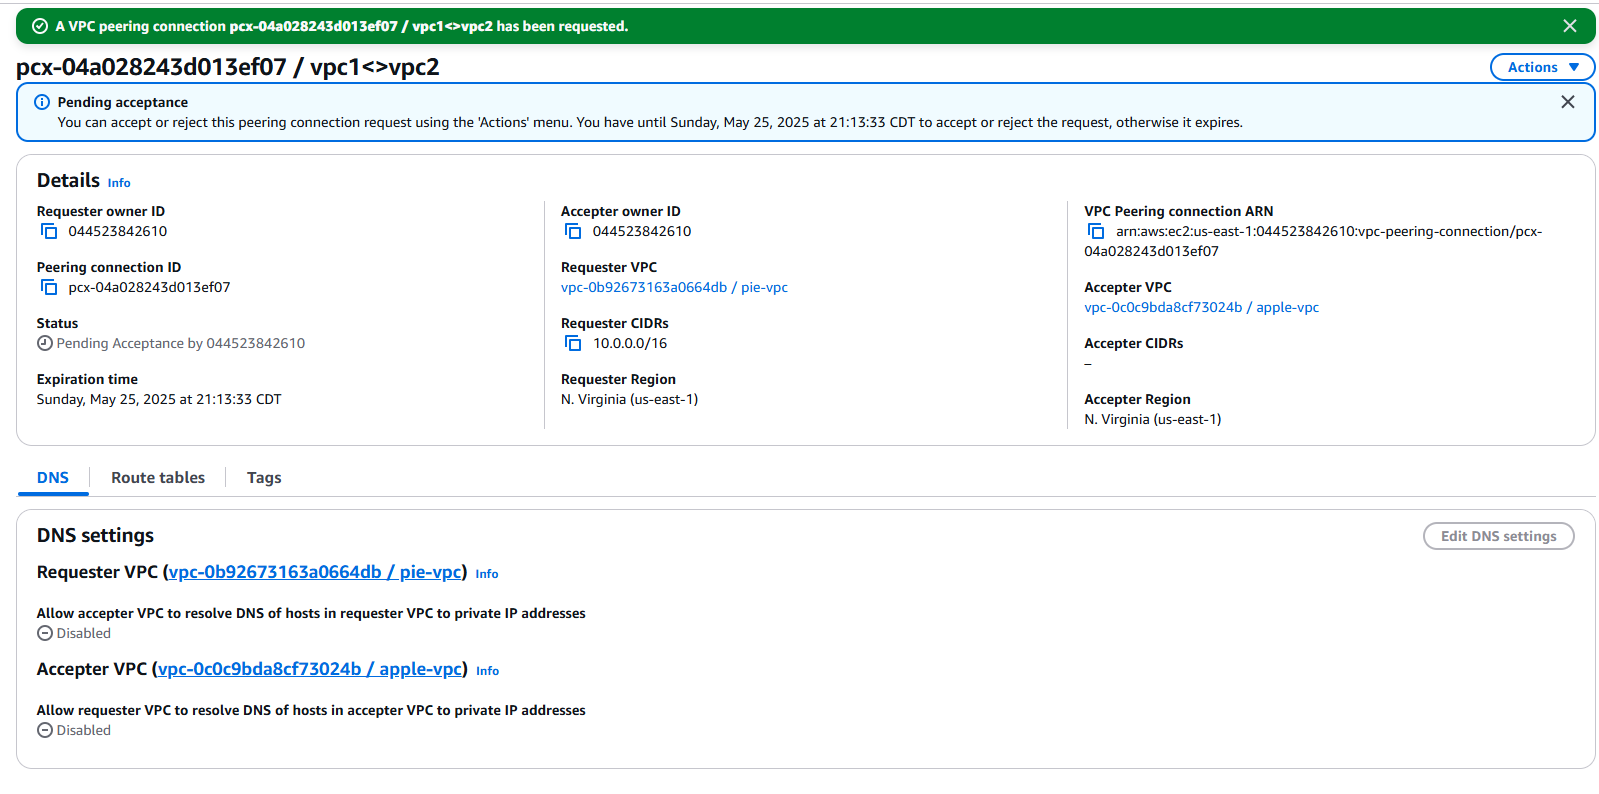 A VPC peering connection pcx-04a028243d013ef07 / vpc1<>vpc2 has been requested.
pcx-04a028243d013ef07 / vpc1<>vpc2
Actions
Pending acceptance
You can accept or reject this peering connection request using the 'Actions' menu. You have until Sunday, May 25, 2025 at 21:13:33 CDT to accept or reject the request, otherwise it expires.
Details Info
Requester owner ID
044523842610
Peering connection ID
pcx-04a028243d013ef07
Status
Pending Acceptance by 044523842610
Expiration time
Sunday, May 25, 2025 at 21:13:33 CDT
Accepter owner ID
044523842610
Requester VPC
vpc-0b92673163a0664db / pie-vpc
Requester CIDRs
10.0.0.0/16
Requester Region
N. Virginia (us-east-1)
VPC Peering connection ARN
arn:aws:ec2:us-east-1:044523842610:vpc-peering-connection/pcx-
04a028243d013ef07
Accepter VPC
vpc-0c0c9bda8cf73024b / apple-vpc
Accepter CIDRs
–
Accepter Region
N. Virginia (us-east-1)
DNS
Route tables
Tags
DNS settings
Edit DNS settings
Requester VPC (vpc-0b92673163a0664db / pie-vpc) Info
Allow accepter VPC to resolve DNS of hosts in requester VPC to private IP addresses
Disabled
Accepter VPC (vpc-0c0c9bda8cf73024b / apple-vpc) Info
Allow requester VPC to resolve DNS of hosts in accepter VPC to private IP addresses
Disabled